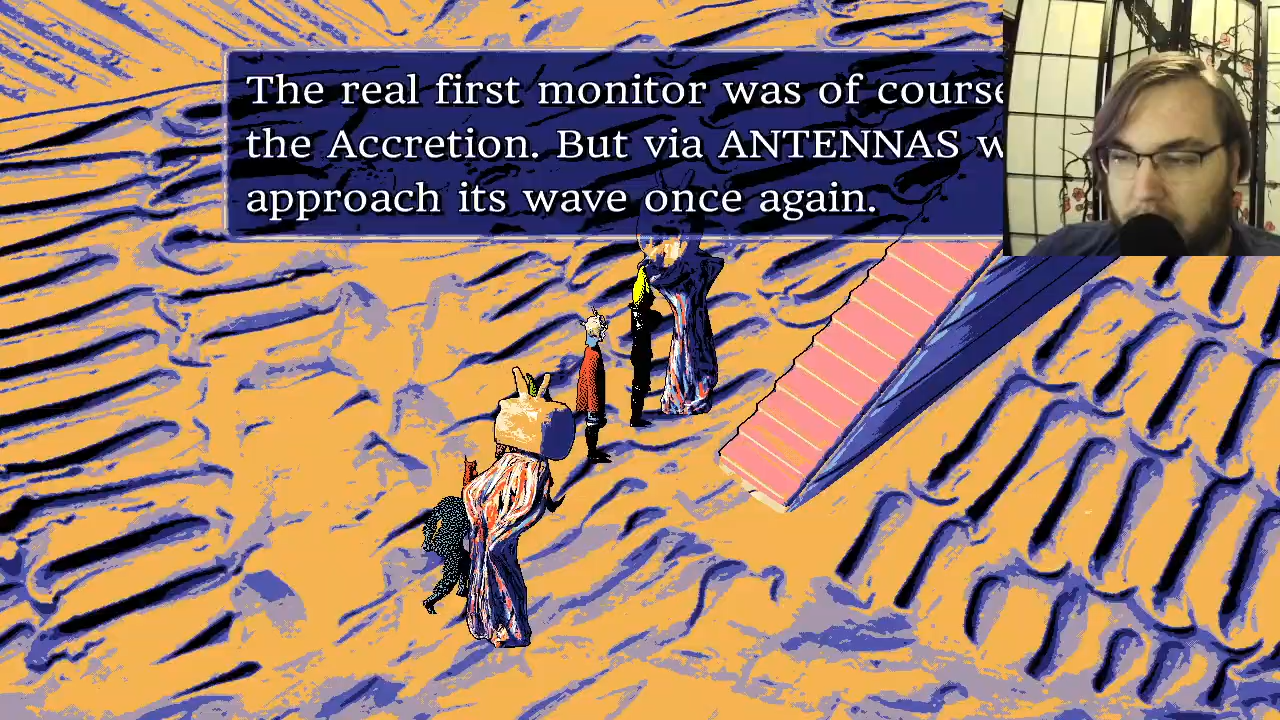 The real first monitor was of course
the Accretion. But via ANTENNAS
approach its wave once again.